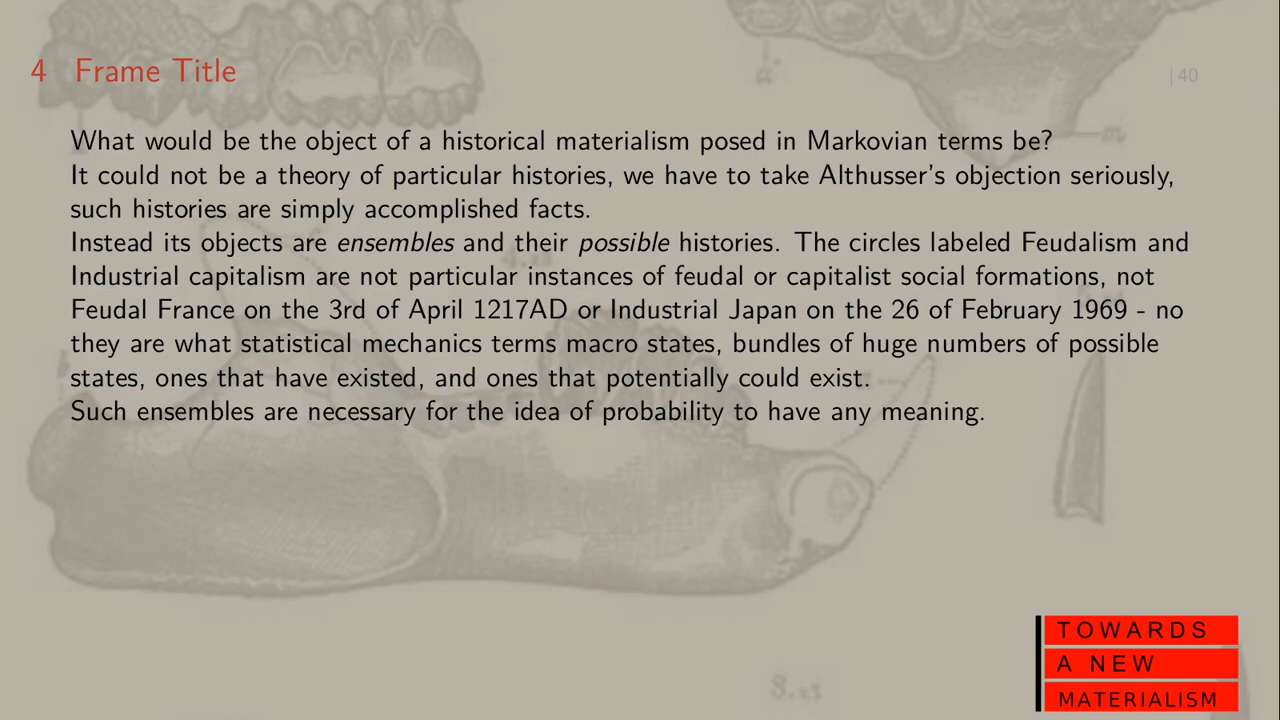 4 Frame Title
| 40
What would be the object of a historical materialism posed in Markovian terms be?
It could not be a theory of particular histories, we have to take Althusser's objection seriously,
such histories are simply accomplished facts.
Instead its objects are ensembles and their possible histories. The circles labeled Feudalism and
Industrial capitalism are not particular instances of feudal or capitalist social formations, not
Feudal France on the 3rd of April 1217AD or Industrial Japan on the 26 of February 1969 - no
they are what statistical mechanics terms macro states, bundles of huge numbers of possible
states, ones that have existed, and ones that potentially could exist.
Such ensembles are necessary for the idea of probability to have any meaning.
TOWARDS
A NEW
MATERIALISM